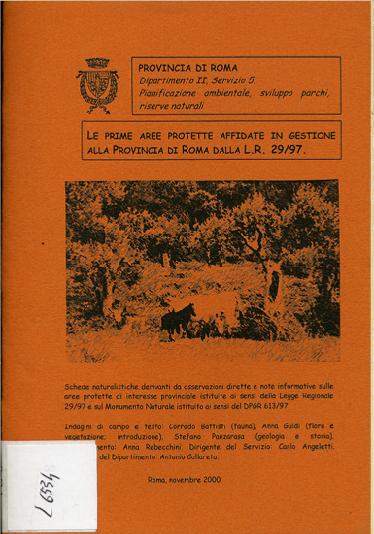 PROVINCIA DI ROMA
Dipartimento II, Servizio 5
Pianificazione ambientale, sviluppo parchi,
riserve naturali
LE PRIME AREE PROTETTE AFFIDATE IN GESTIONE
ALLA PROVINCIA DI ROMA DALLA L.R. 29/97.
Schede naturalistiche derivanti da osservazioni dirette e note informative sulle
aree protette di interesse provinciale istituite ai sensi della Legge Regionale
29/97 e sul Monumento Naturale istituito ai sensi del DPGR 613/97
Indagini di campo e testo: Corrado Battisti (fauna), Anna Guidi (flora e
vegetazione; introduzione), Stefano Panzarasa (geologia e storia).
mento: Anna Rebecchini. Dirigente del Servizio: Carlo Angeletti.
del Dipartimento: Antonio
Roma, novembre 2000
43597